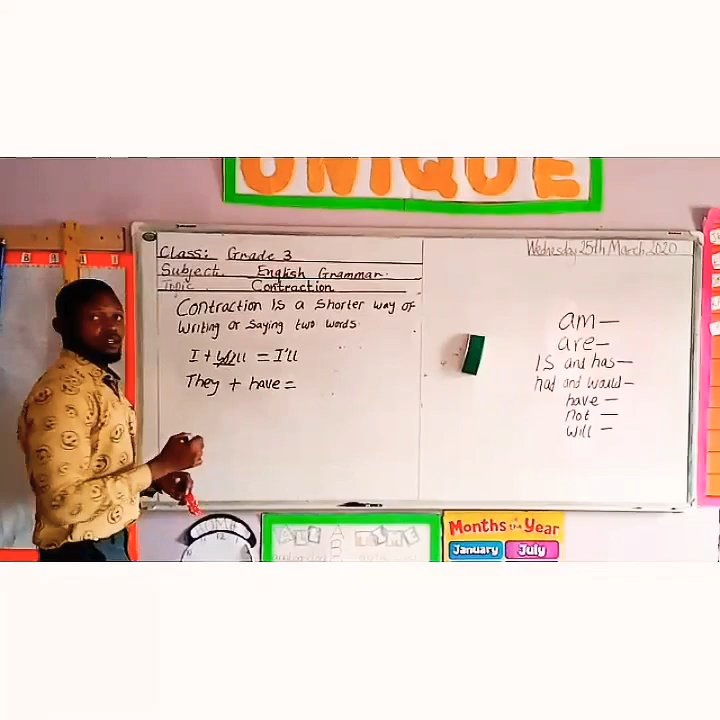 UNIQUE
Class: Grade 3
Subject. English Grammar.
Topic Contraction
Contraction is a shorter way of
writing or saying two words.
I + will = I'll
They + have =
Wednesday 25th March, 2020
am—
are—
Is and has—
had and would—
have —
not —
will —
Months of the Year
January
July